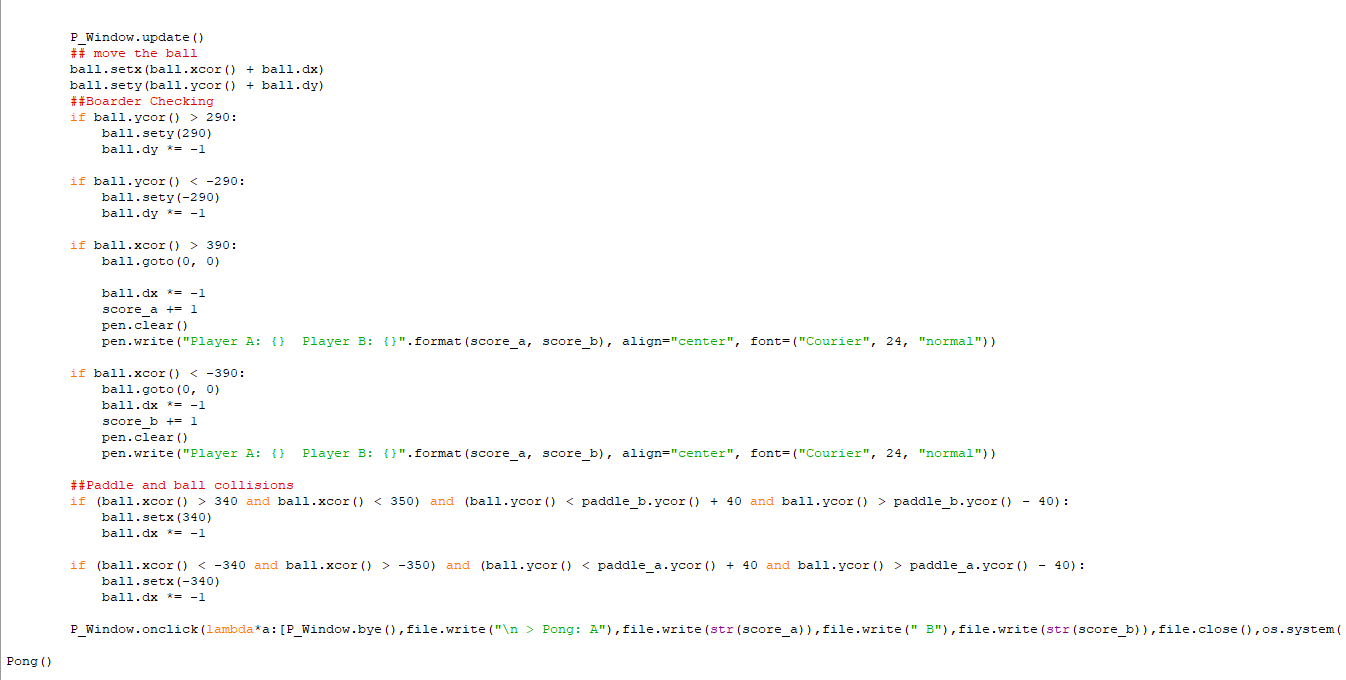 P_Window.update()
## move the ball
ball.setx(ball.xcor() + ball.dx)
ball.sety(ball.ycor() + ball.dy)
##Boarder Checking
if ball.ycor() > 290:
ball.sety(290)
ball.dy *= -1
if ball.ycor() < -290:
ball.sety(-290)
ball.dy *= -1
if ball.xcor() > 390:
ball.goto(0, 0)
ball.dx *= -1
score_a += 1
pen.clear()
pen.write("Player A: {}  Player B: {}".format(score_a, score_b), align="center", font=("Courier", 24, "normal"))
if ball.xcor() < -390:
ball.goto(0, 0)
ball.dx *= -1
score_b += 1
pen.clear()
pen.write("Player A: {}  Player B: {}".format(score_a, score_b), align="center", font=("Courier", 24, "normal"))
##Paddle and ball collisions
if (ball.xcor() > 340 and ball.xcor() < 350) and (ball.ycor() < paddle_b.ycor() + 40 and ball.ycor() > paddle_b.ycor() - 40):
ball.setx(340)
ball.dx *= -1
if (ball.xcor() < -340 and ball.xcor() > -350) and (ball.ycor() < paddle_a.ycor() + 40 and ball.ycor() > paddle_a.ycor() - 40):
ball.setx(-340)
ball.dx *= -1
P_Window.onclick(lambda*a:[P_Window.bye(),file.write("\n > Pong: A"),file.write(str(score_a)),file.write(" B"),file.write(str(score_b)),file.close(),os.system(
Pong()